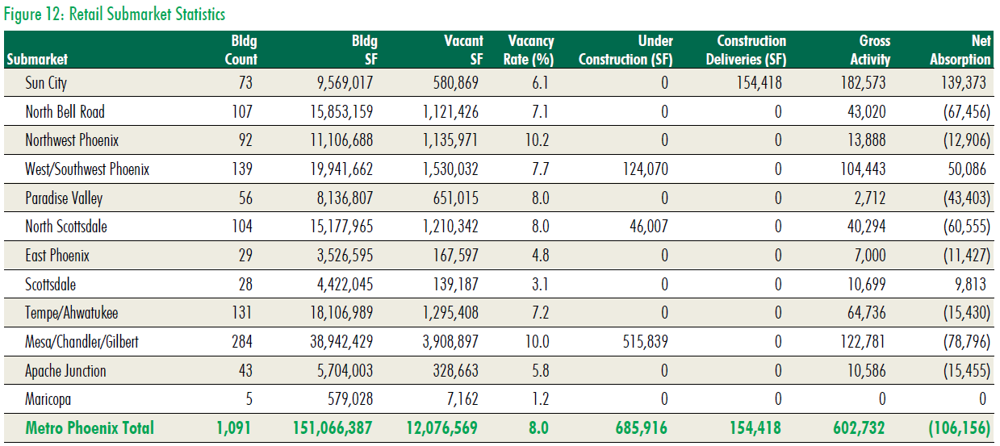 Figure 12: Retail Submarket Statistics
Submarket Bldg Count Bldg SF Vacant SF Vacancy Rate (%) Under Construction (SF) Construction Deliveries (SF) Gross Activity Net Absorption
Sun City 73 9,569,017 580,869 6.1 0 154,418 182,573 139,373
North Bell Road 107 15,853,159 1,121,426 7.1 0 0 43,020 (67,456)
Northwest Phoenix 92 11,106,688 1,135,971 10.2 0 0 13,888 (12,906)
West/Southwest Phoenix 139 19,941,662 1,530,032 7.7 124,070 0 104,443 50,086
Paradise Valley 56 8,136,807 651,015 8.0 0 0 2,712 (43,403)
North Scottsdale 104 15,177,965 1,210,342 8.0 46,007 0 40,294 (60,555)
East Phoenix 29 3,526,595 167,597 4.8 0 0 7,000 (11,427)
Scottsdale 28 4,422,045 139,187 3.1 0 0 10,699 9,813
Tempe/Ahwatukee 131 18,106,989 1,295,408 7.2 0 0 64,736 (15,430)
Mesa/Chandler/Gilbert 284 38,942,429 3,908,897 10.0 515,839 0 122,781 (78,796)
Apache Junction 43 5,704,003 328,663 5.8 0 0 10,586 (15,455)
Maricopa 5 579,028 7,162 1.2 0 0 0 0
Metro Phoenix Total 1,091 151,066,387 12,076,569 8.0 685,916 154,418 602,732 (106,156)